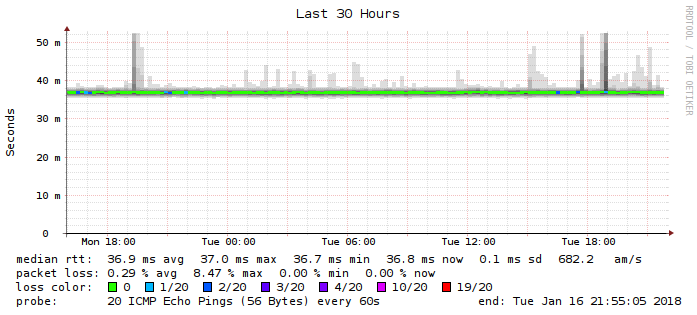 Last 30 Hours
RRDTOOL / TOBI OETIKER
Seconds
50 m
40 m
30 m
20 m
10 m
0
Mon 18:00 Tue 00:00 Tue 06:00 Tue 12:00 Tue 18:00
median rtt: 36.9 ms avg 37.0 ms max 36.7 ms min 36.8 ms now 0.1 ms sd 682.2 am/s
packet loss: 0.29 % avg 8.47 % max 0.00 % min 0.00 % now
loss color: 0 1/20 2/20 3/20 4/20 10/20 19/20
probe: 20 ICMP Echo Pings (56 Bytes) every 60s end: Tue Jan 16 21:55:05 2018